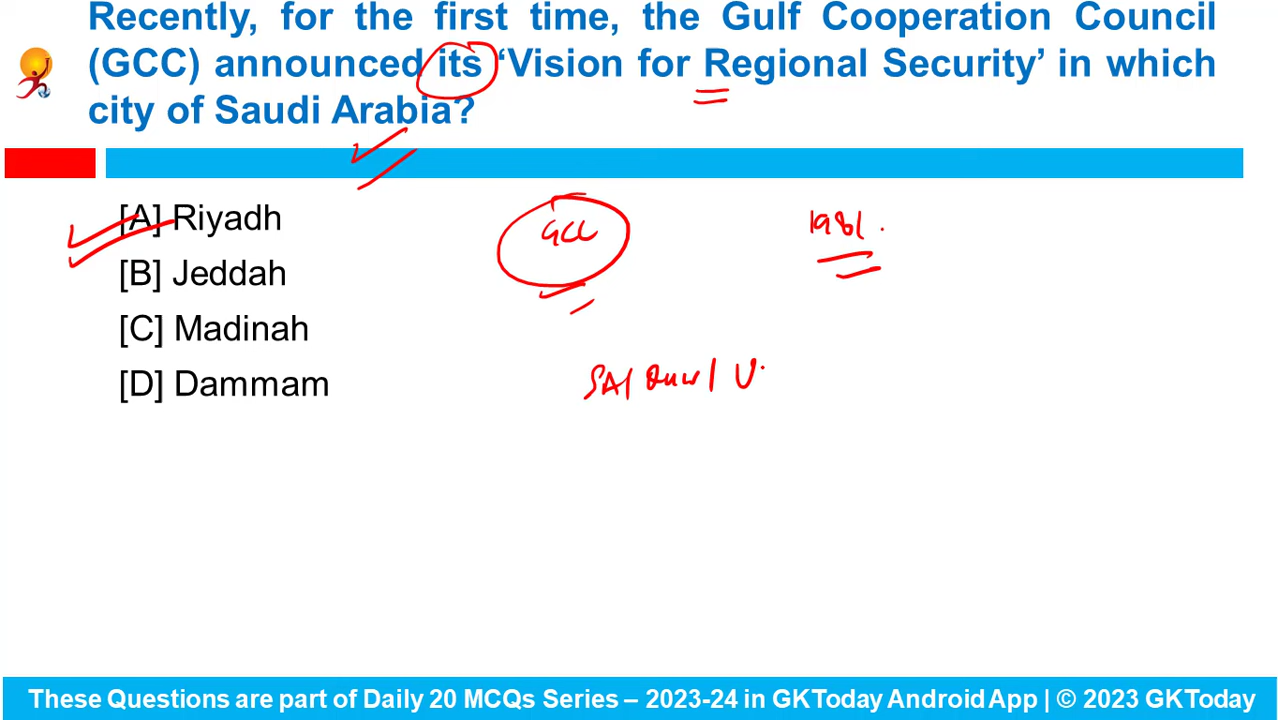 Recently, for the first time, the Gulf Cooperation Council
(GCC) announced its ‘Vision for Regional Security’ in which
city of Saudi Arabia?
[A] Riyadh
GCC
1981.
[B] Jeddah
[C] Madinah
[D] Dammam
SA|
| U.
These Questions are part of Daily 20 MCQs Series – 2023-24 in GKToday Android App | © 2023 GKToday